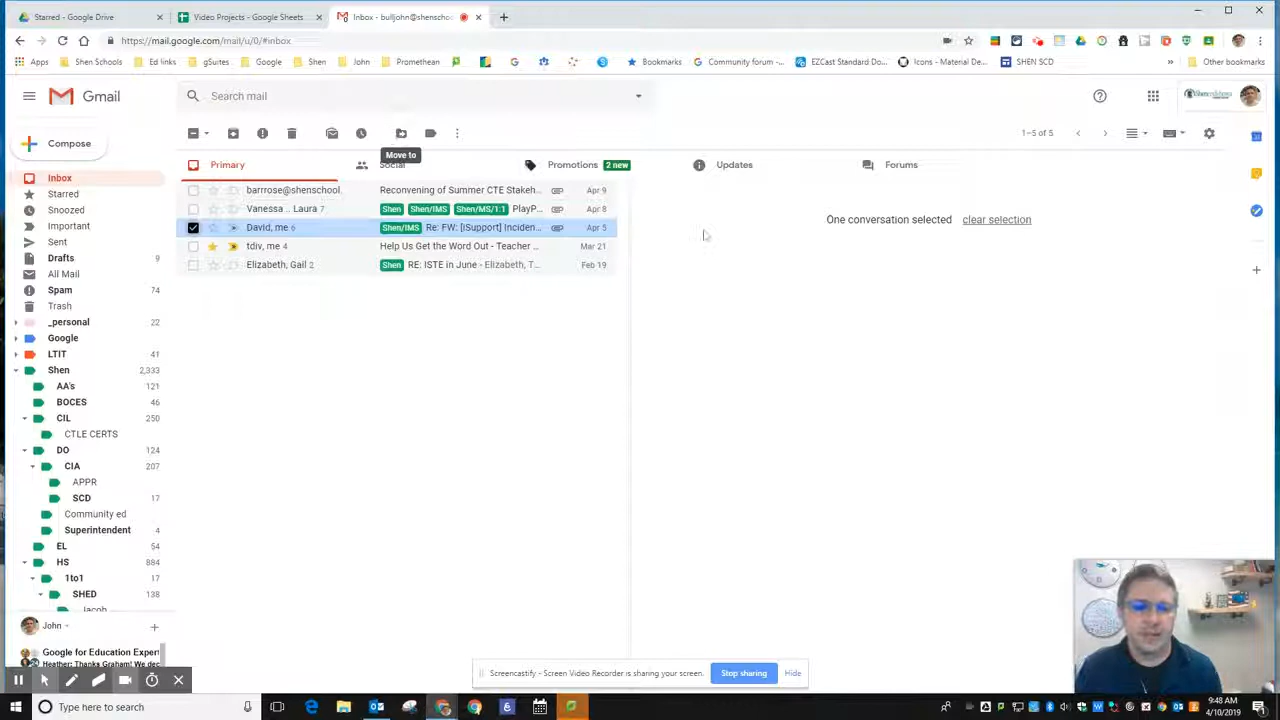 Starred - Google Drive
Video Projects - Google Sheets
Inbox - bulljohn@shenschoo
https://mail.google.com/mail/u/0/#inbox
Apps
Shen Schools
Ed links
gSuites
Google
Shen
John
Promethean
Bookmarks
Community forum -...
EZCast Standard Do...
Icons - Material De...
SHEN SCD
»
Other bookmarks
Gmail
Search mail
Compose
Move to
1–5 of 5
Primary
Social
Promotions 2 new
Updates
Forums
barrrose@shenschool. Reconvening of Summer CTE Stakeh... Apr 9
Vanessa .. Laura 7 Shen Shen/IMS Shen/MS/1:1 PlayP... Apr 8
David, me 6 Shen/IMS Re: FW: [ISupport] Inciden... Apr 5
tdiv, me 4 Help Us Get the Word Out - Teacher ... Mar 21
Elizabeth, Gail 2 Shen RE: ISTE in June - Elizabeth, T... Feb 19
One conversation selected clear selection
Inbox
Starred
Snoozed
Important
Sent
Drafts 9
All Mail
Spam 74
Trash
_personal 22
Google
LTIT 41
Shen 2,333
AA's 121
BOCES 46
CIL 250
CTLE CERTS
DO 124
CIA 207
APPR
SCD 17
Community ed
Superintendent 4
EL 54
HS 884
1to1 17
SHED 138
Jacob
John
Google for Education Expert
Heather: Thanks Graham! We dec
Screencastify - Screen Video Recorder is sharing your screen.
Stop sharing
Hide
Type here to search
9:48 AM
4/10/2019